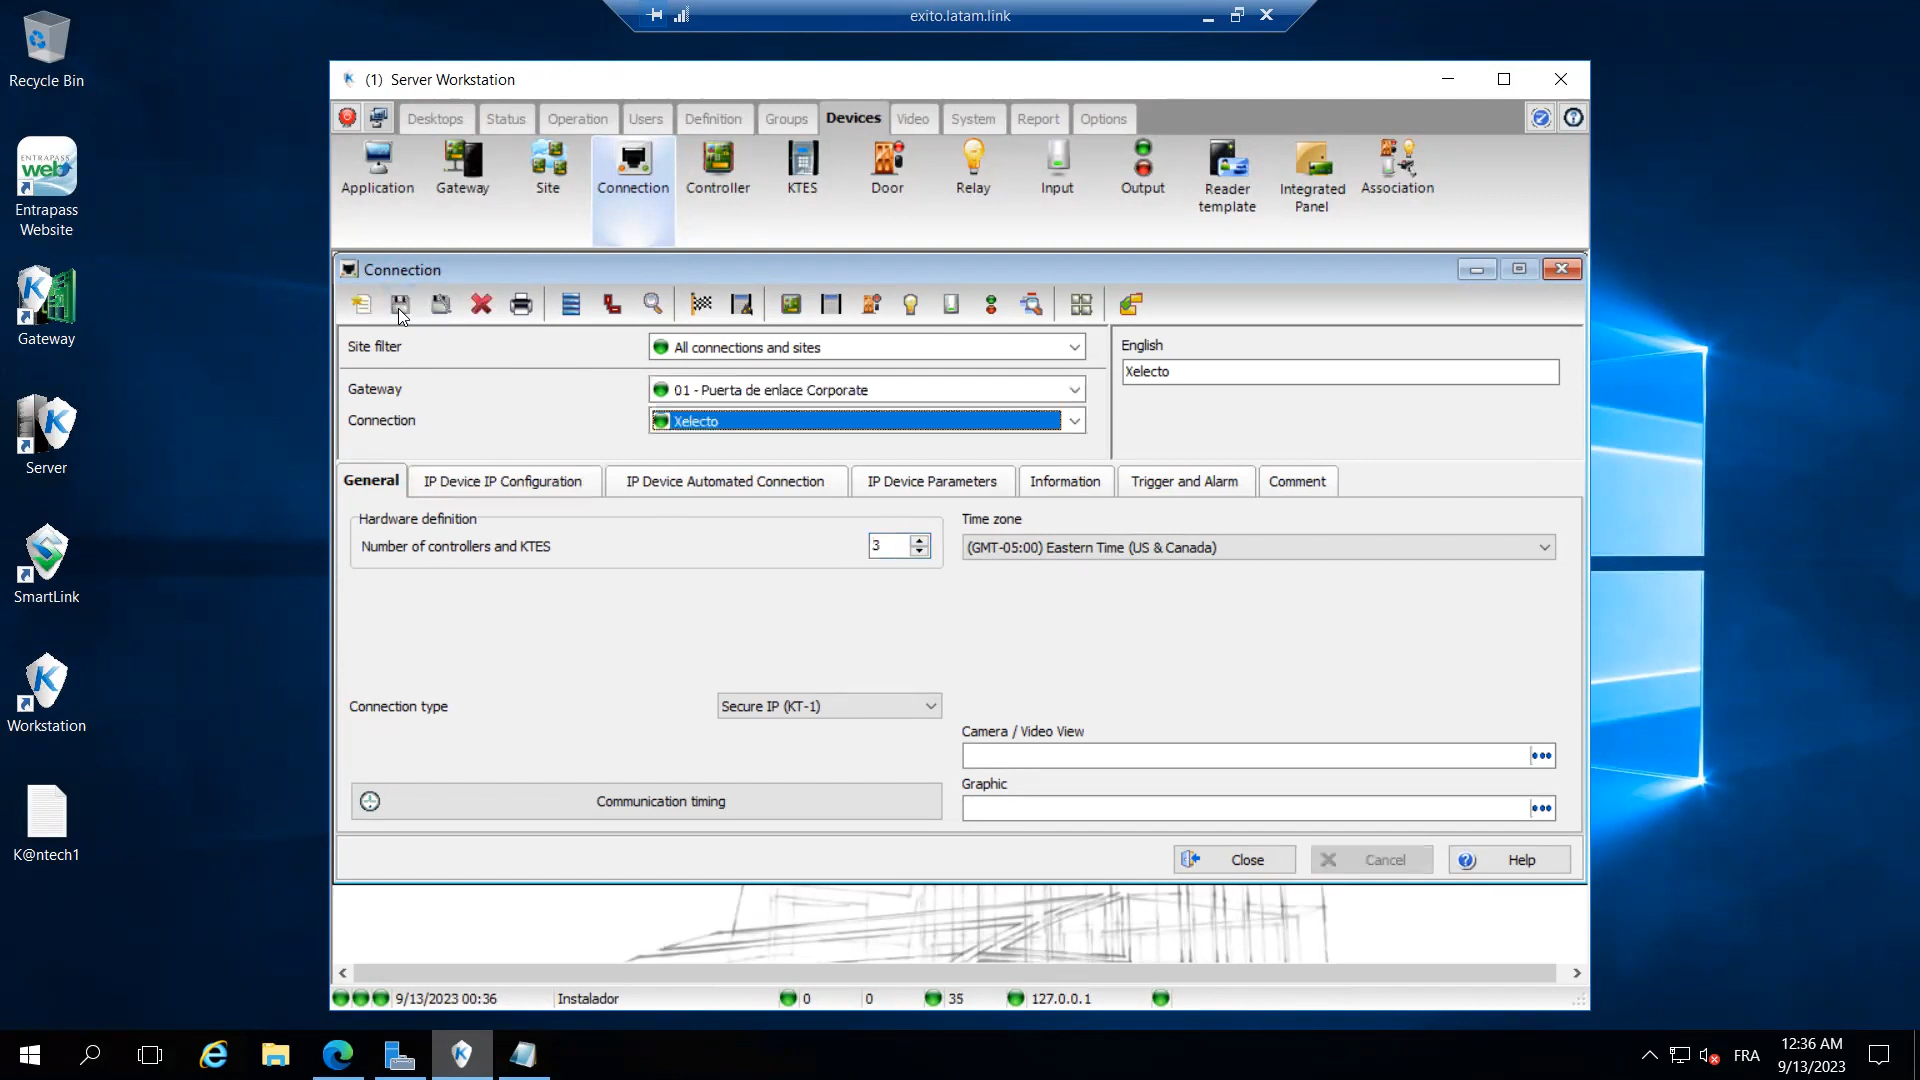 exito.latam.link
Recycle Bin
ENTRAPASS
web
Entrapass
Website
Gateway
Server
SmartLink
Workstation
K@ntech1
(1) Server Workstation
Desktops
Status
Operation
Users
Definition
Groups
Devices
Video
System
Report
Options
Application
Gateway
Site
Connection
Controller
KTES
Door
Relay
Input
Output
Reader
template
Integrated
Panel
Association
Connection
Site filter
All connections and sites
English
Xelecto
Gateway
01 - Puerta de enlace Corporate
Connection
Xelecto
General
IP Device IP Configuration
IP Device Automated Connection
IP Device Parameters
Information
Trigger and Alarm
Comment
Hardware definition
Number of controllers and KTES
3
Time zone
(GMT-05:00) Eastern Time (US & Canada)
Connection type
Secure IP (KT-1)
Camera / Video View
Graphic
Communication timing
Close
Cancel
Help
9/13/2023 00:36
Instalador
0
0
35
127.0.0.1
FRA
12:36 AM
9/13/2023